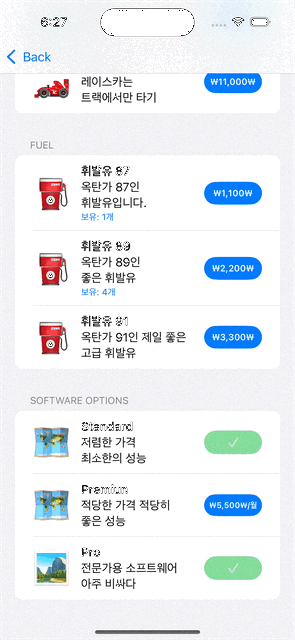 6:27
Back
레이스카는
트랙에서만 타기
₩11,000₩
FUEL
휘발유 87
옥탄가 87인
휘발유입니다.
보유: 1개
₩1,100₩
휘발유 89
옥탄가 89인
좋은 휘발유
보유: 4개
₩2,200₩
휘발유 91
옥탄가 91인 제일 좋은
고급 휘발유
₩3,300₩
SOFTWARE OPTIONS
Standard
저렴한 가격
최소한의 성능
Premium
적당한 가격 적당히
좋은 성능
₩5,500₩/월
Pro
전문가용 소프트웨어
아주 비싸다